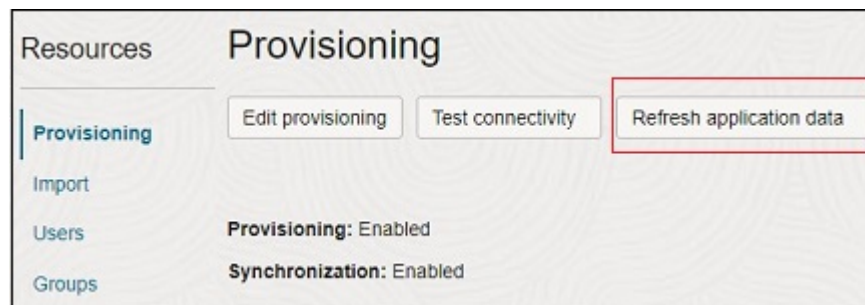 Resources
Provisioning
Import
Users
Groups
Provisioning
Edit provisioning Test connectivity Refresh application data
Provisioning: Enabled
Synchronization: Enabled